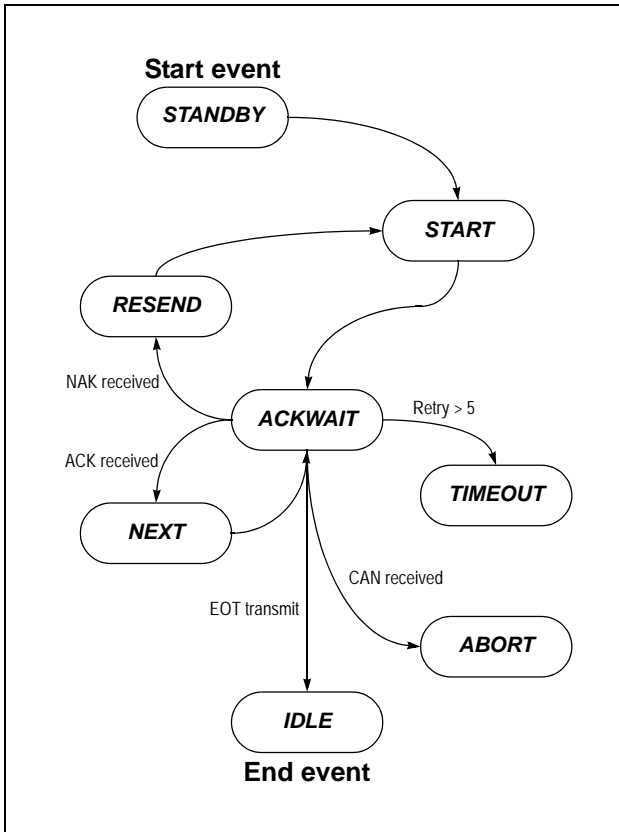 Start event
STANDBY
START
RESEND
NAK received
ACKWAIT
Retry > 5
ACK received
TIMEOUT
NEXT
CAN received
EOT transmit
ABORT
IDLE
End event